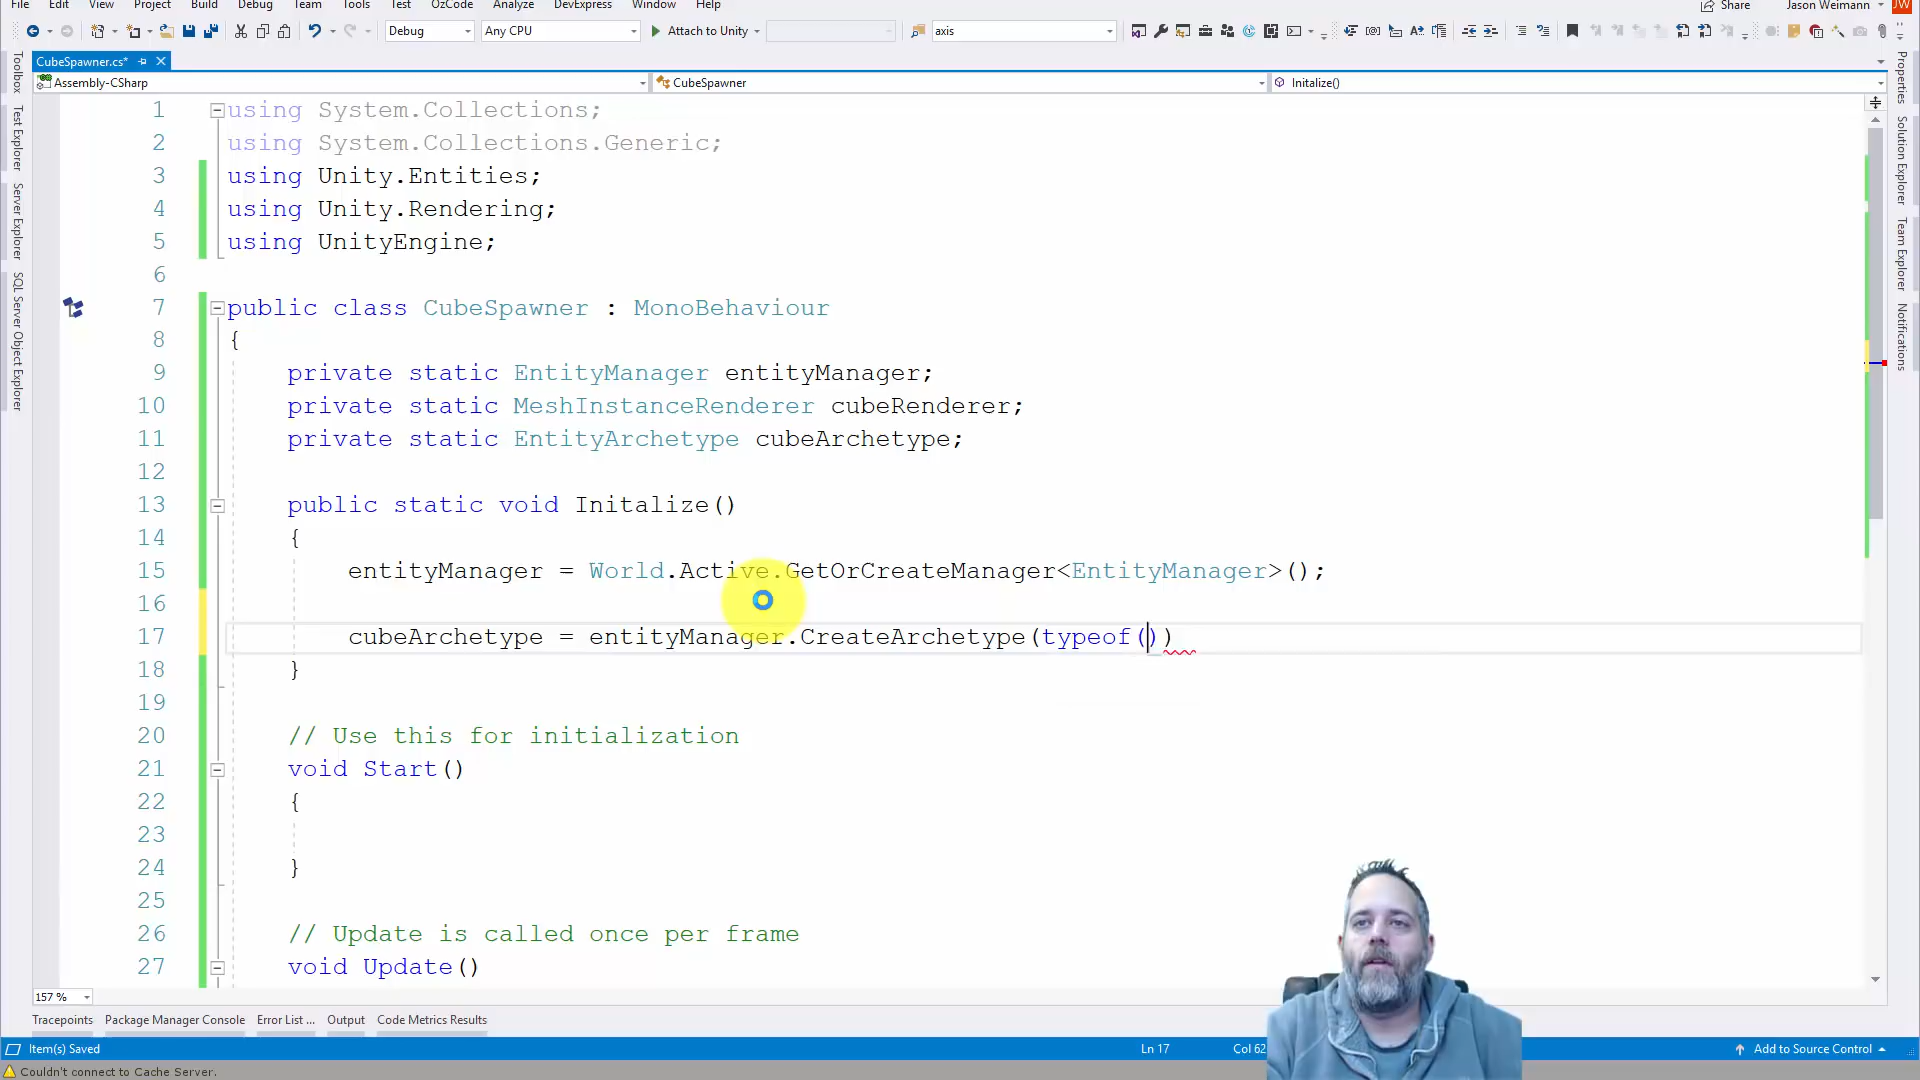 File Edit View Project Build Debug Team Tools Test OzCode Analyze DevExpress Window Help Share Jason Weimann JW
Debug Any CPU Attach to Unity axis
CubeSpawner.cs*
Assembly-CSharp CubeSpawner Initalize()
Toolbox
Test Explorer
Server Explorer
SQL Server Object Explorer
1 using System.Collections;
2 using System.Collections.Generic;
3 using Unity.Entities;
4 using Unity.Rendering;
5 using UnityEngine;
6
7 public class CubeSpawner : MonoBehaviour
8 {
9 private static EntityManager entityManager;
10 private static MeshInstanceRenderer cubeRenderer;
11 private static EntityArchetype cubeArchetype;
12
13 public static void Initalize()
14 {
15 entityManager = World.Active.GetOrCreateManager<EntityManager>();
16
17 cubeArchetype = entityManager.CreateArchetype(typeof())
18 }
19
20 // Use this for initialization
21 void Start()
22 {
23
24 }
25
26 // Update is called once per frame
27 void Update()
Properties
Solution Explorer
Team Explorer
Notifications
157 %
Tracepoints Package Manager Console Error List ... Output Code Metrics Results
Item(s) Saved Ln 17 Col 62 Add to Source Control
Couldn't connect to Cache Server.